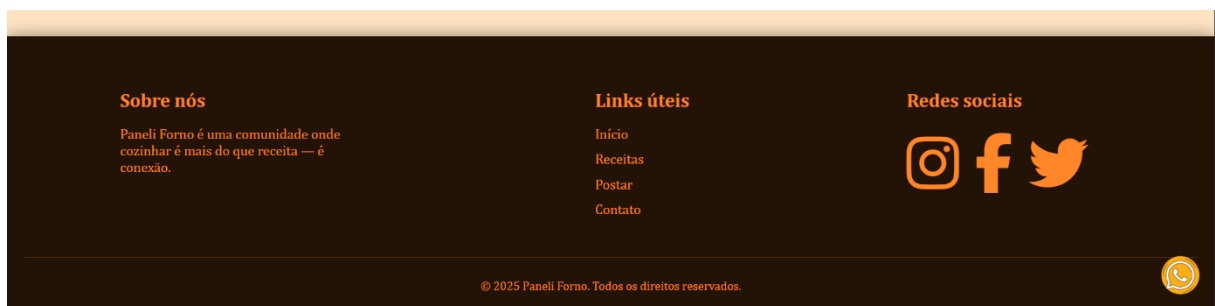 Sobre nós
Paneli Forno é uma comunidade onde
cozinhar é mais do que receita — é
conexão.
Links úteis
Início
Receitas
Postar
Contato
Redes sociais
© 2025 Paneli Forno. Todos os direitos reservados.